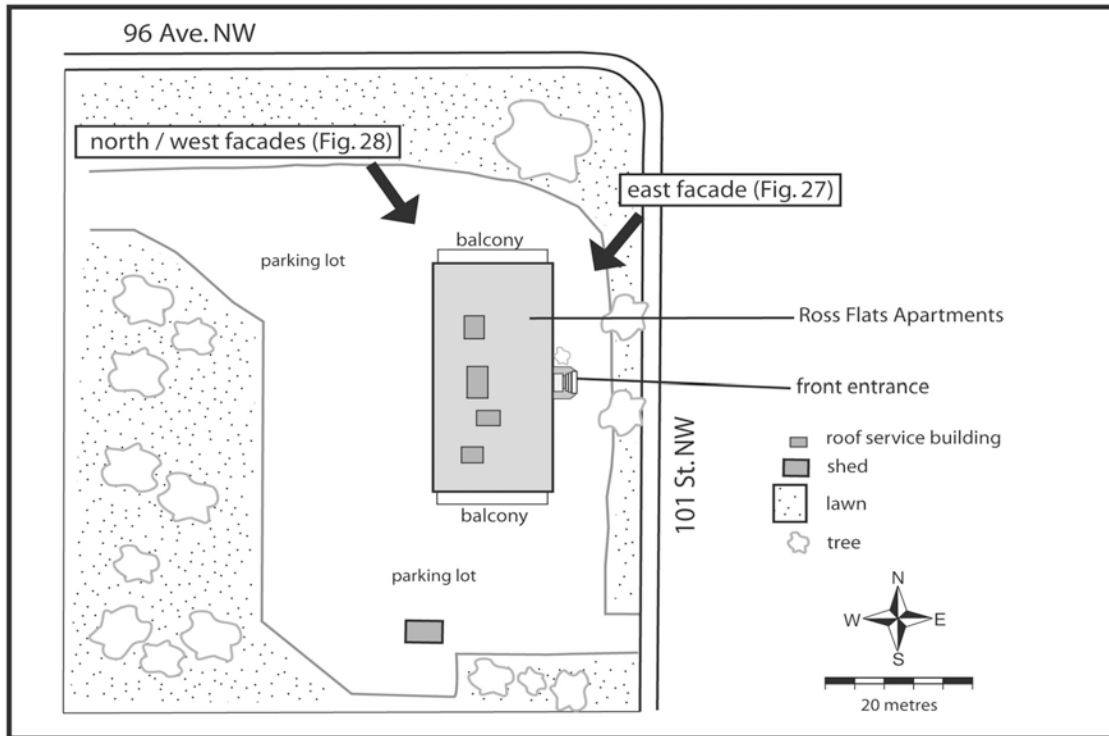 96 Ave. NW
north / west facades (Fig. 28)
east facade (Fig. 27)
balcony
parking lot
Ross Flats Apartments
front entrance
roof service building
shed
lawn
tree
101 St. NW
balcony
parking lot
N
W
E
S
20 metres